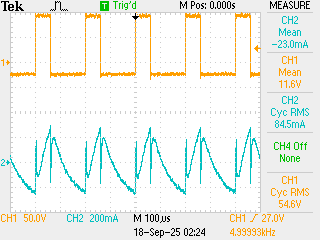 Tek T Trig'd M Pos: 0.000s MEASURE
CH2
Mean
-23.0mA
CH1
Mean
11.6V
CH2
Cyc RMS
84.5mA
CH4 Off
None
CH1
Cyc RMS
54.6V
1
2
CH1 50.0V CH2 200mA M 100µs CH1 / 27.0V
18-Sep-25 02:24 4.99993kHz